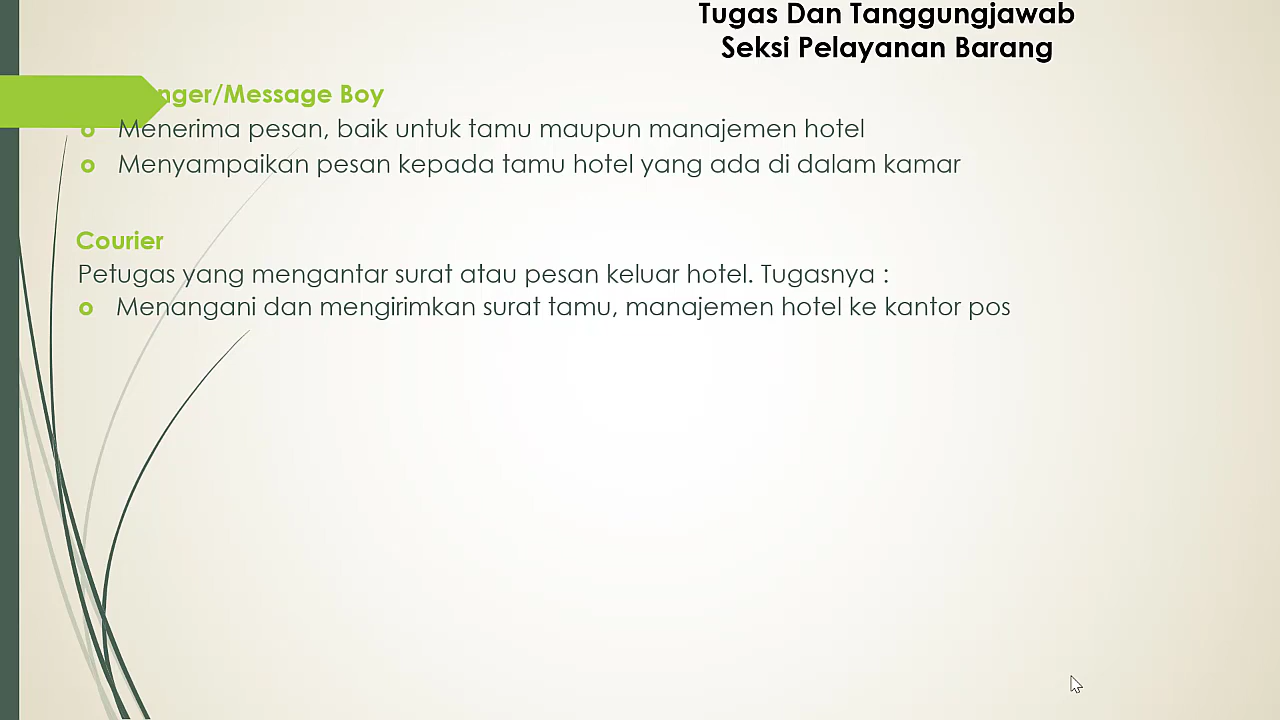 Tugas Dan Tanggungjawab
Seksi Pelayanan Barang
nger/Message Boy
o Menerima pesan, baik untuk tamu maupun manajemen hotel
o Menyampaikan pesan kepada tamu hotel yang ada di dalam kamar
Courier
Petugas yang mengantar surat atau pesan keluar hotel. Tugasnya :
o Menangani dan mengirimkan surat tamu, manajemen hotel ke kantor pos